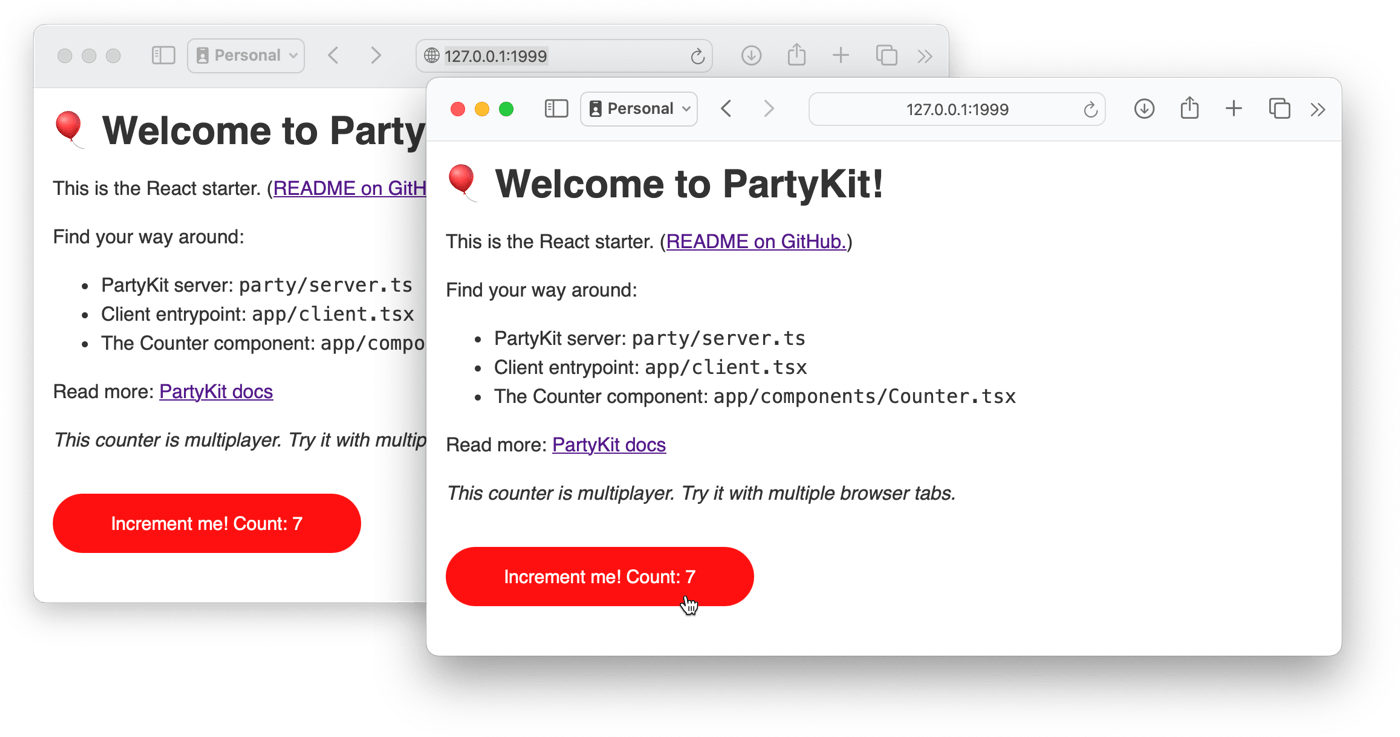 Personal
127.0.0.1:1999
Welcome to Party
This is the React starter. (README on GitH
Find your way around:
• PartyKit server: party/server.ts
• Client entrypoint: app/client.tsx
• The Counter component: app/compo
Read more: PartyKit docs
This counter is multiplayer. Try it with multip
Increment me! Count: 7
Personal
127.0.0.1:1999
Welcome to PartyKit!
This is the React starter. (README on GitHub.)
Find your way around:
• PartyKit server: party/server.ts
• Client entrypoint: app/client.tsx
• The Counter component: app/components/Counter.tsx
Read more: PartyKit docs
This counter is multiplayer. Try it with multiple browser tabs.
Increment me! Count: 7